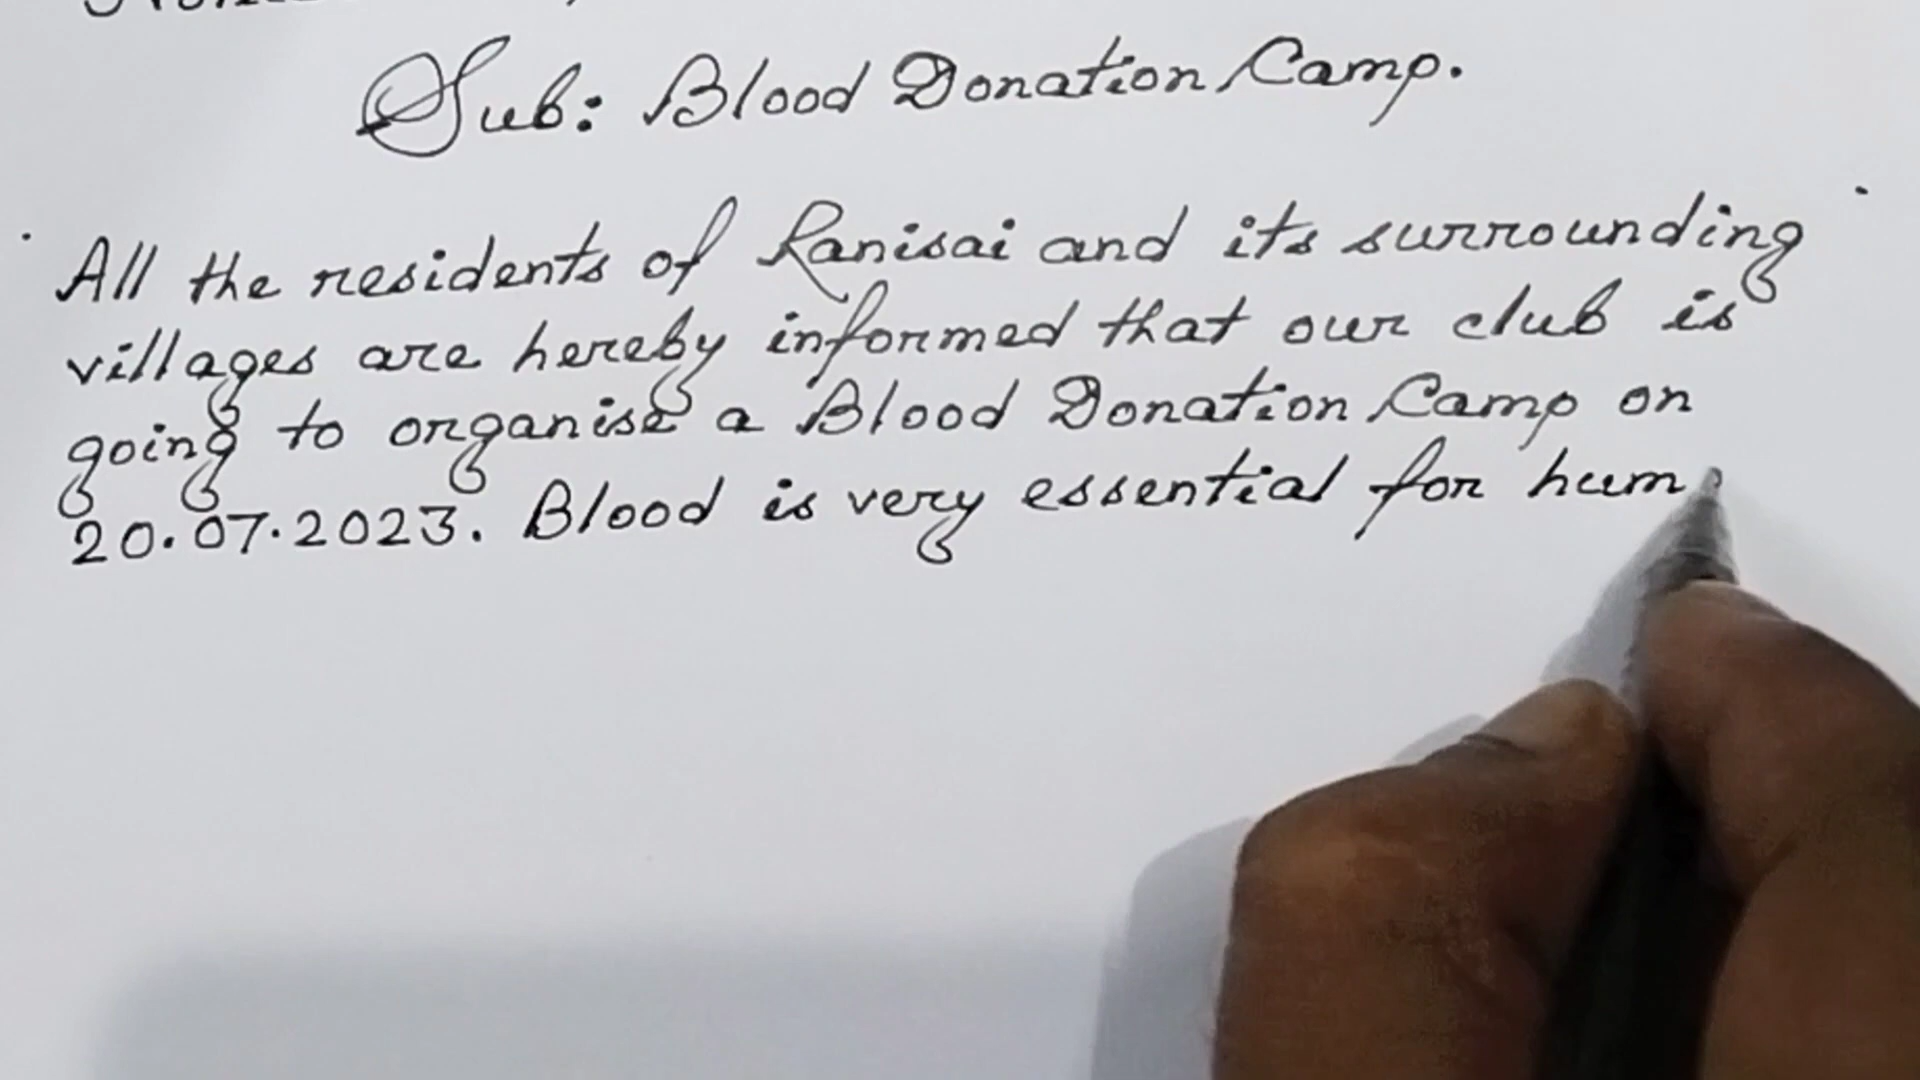 Sub: Blood Donation Camp.
All the residents of Ranisai and its surrounding
villages are hereby informed that our club is
going to organise a Blood Donation Camp on
20.07.2023. Blood is very essential for hum